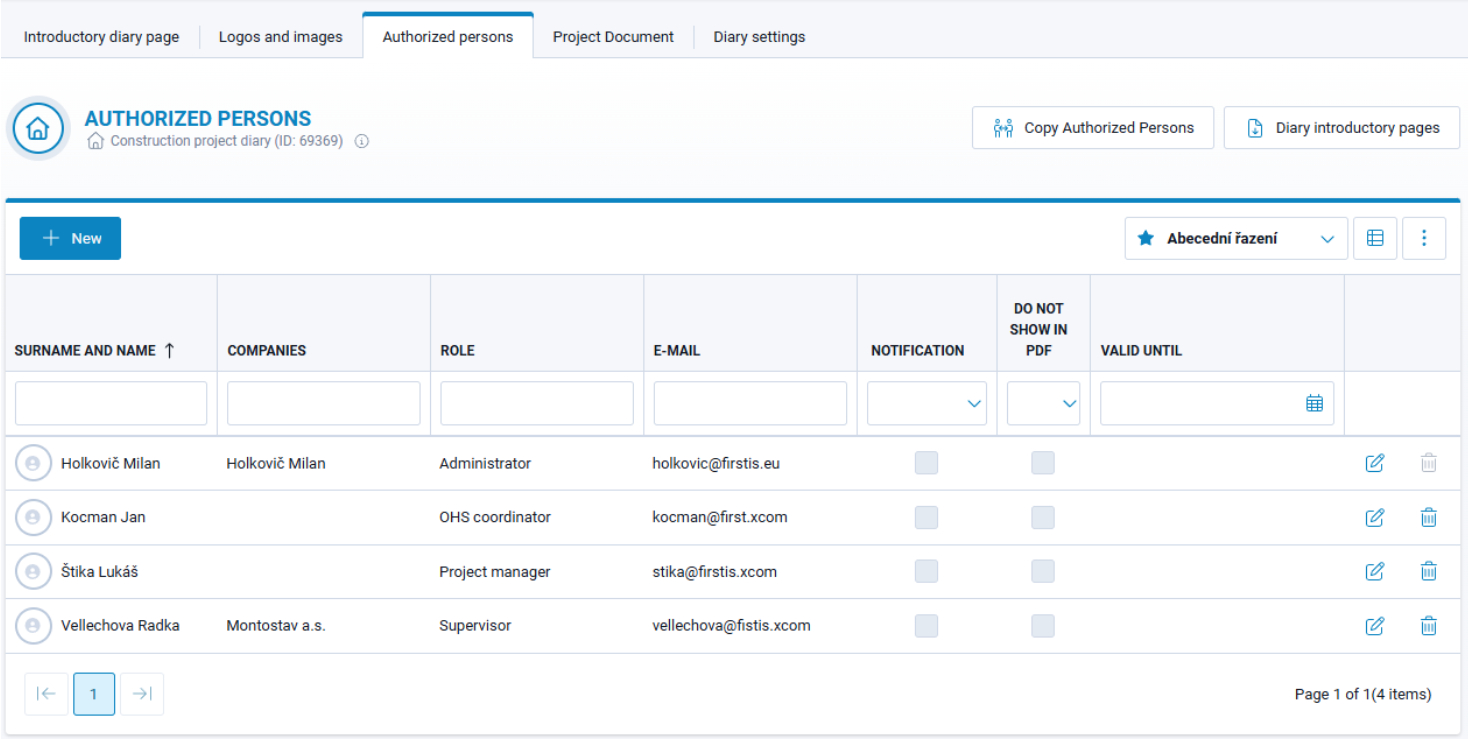 Introductory diary page Logos and images Authorized persons Project Document Diary settings
AUTHORIZED PERSONS
Construction project diary (ID: 69369)
Copy Authorized Persons Diary introductory pages
New Abecední řazení
SURNAME AND NAME COMPANIES ROLE E-MAIL NOTIFICATION DO NOT SHOW IN PDF VALID UNTIL
Holkovič Milan Holkovič Milan Administrator holkovic@firstis.eu
Kocman Jan OHS coordinator kocman@first.xcom
Štika Lukáš Project manager stika@firstis.xcom
Vellechova Radka Montostav a.s. Supervisor vellechova@fistis.xcom
1 Page 1 of 1(4 items)